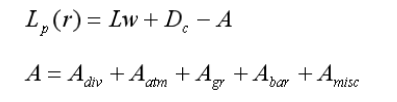 L_p(r) = Lw + D_c − A
A = A_div + A_atm + A_gr + A_bar + A_misc